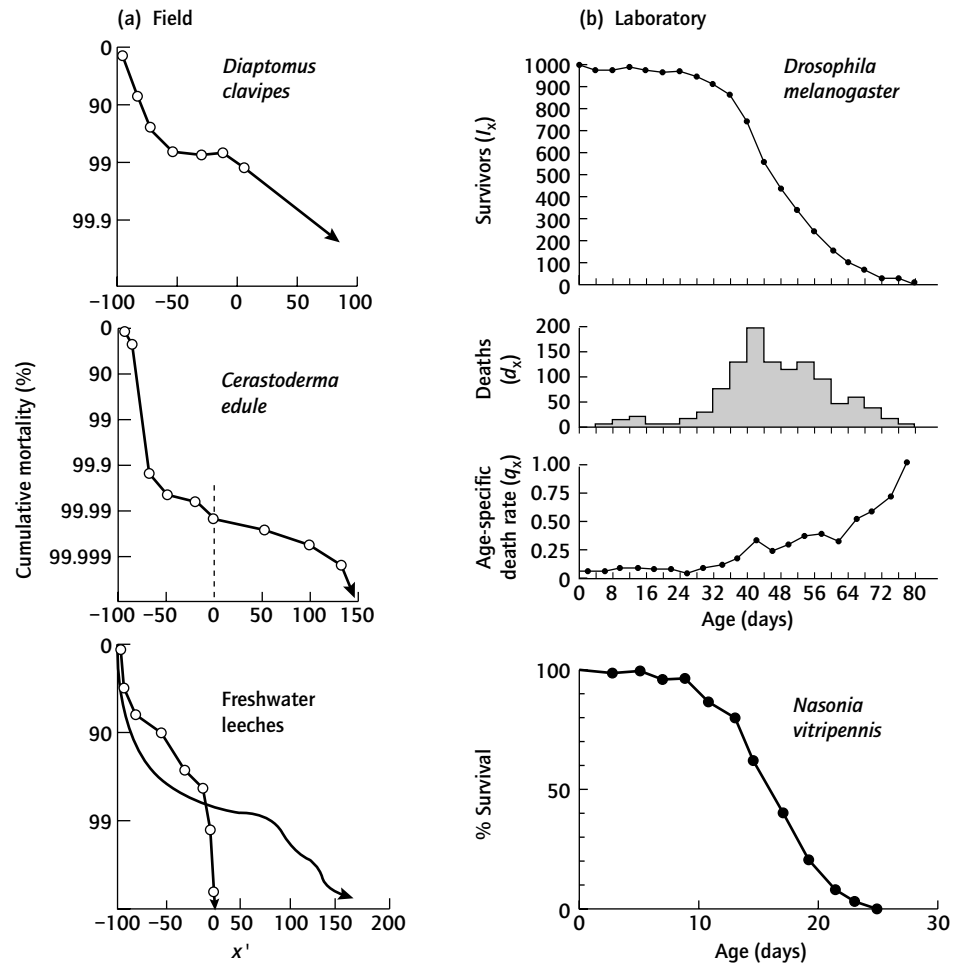 (a) Field
Diaptomus
clavipes
0
90
99
99.9
−100
−50
0
50
100
Cumulative mortality (%)
Cerastoderma
edule
0
90
99
99.9
99.99
99.999
−100
−50
0
50
100
150
Freshwater
leeches
0
90
99
−100
−50
0
50
100
150
200
x'
(b) Laboratory
Drosophila
melanogaster
Survivors (lx)
1000
900
800
700
600
500
400
300
200
100
0
Deaths
(dx)
200
150
100
50
0
Age-specific
death rate (qx)
1.00
0.75
0.50
0.25
0
0 8 16 24 32 40 48 56 64 72 80
Age (days)
Nasonia
vitripennis
% Survival
100
50
0
0 10 20 30
Age (days)